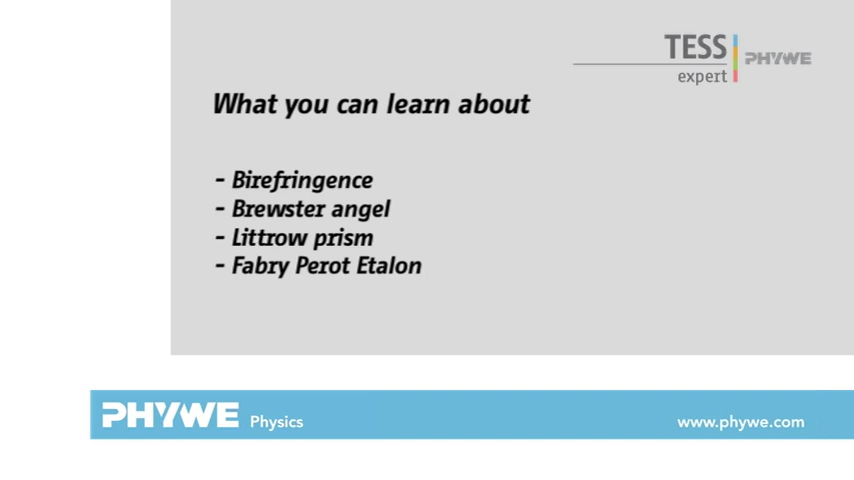 TESS
expert
PHYWE
What you can learn about
- Birefringence
- Brewster angel
- Littrow prism
- Fabry Perot Etalon
PHYWE Physics
www.phywe.com